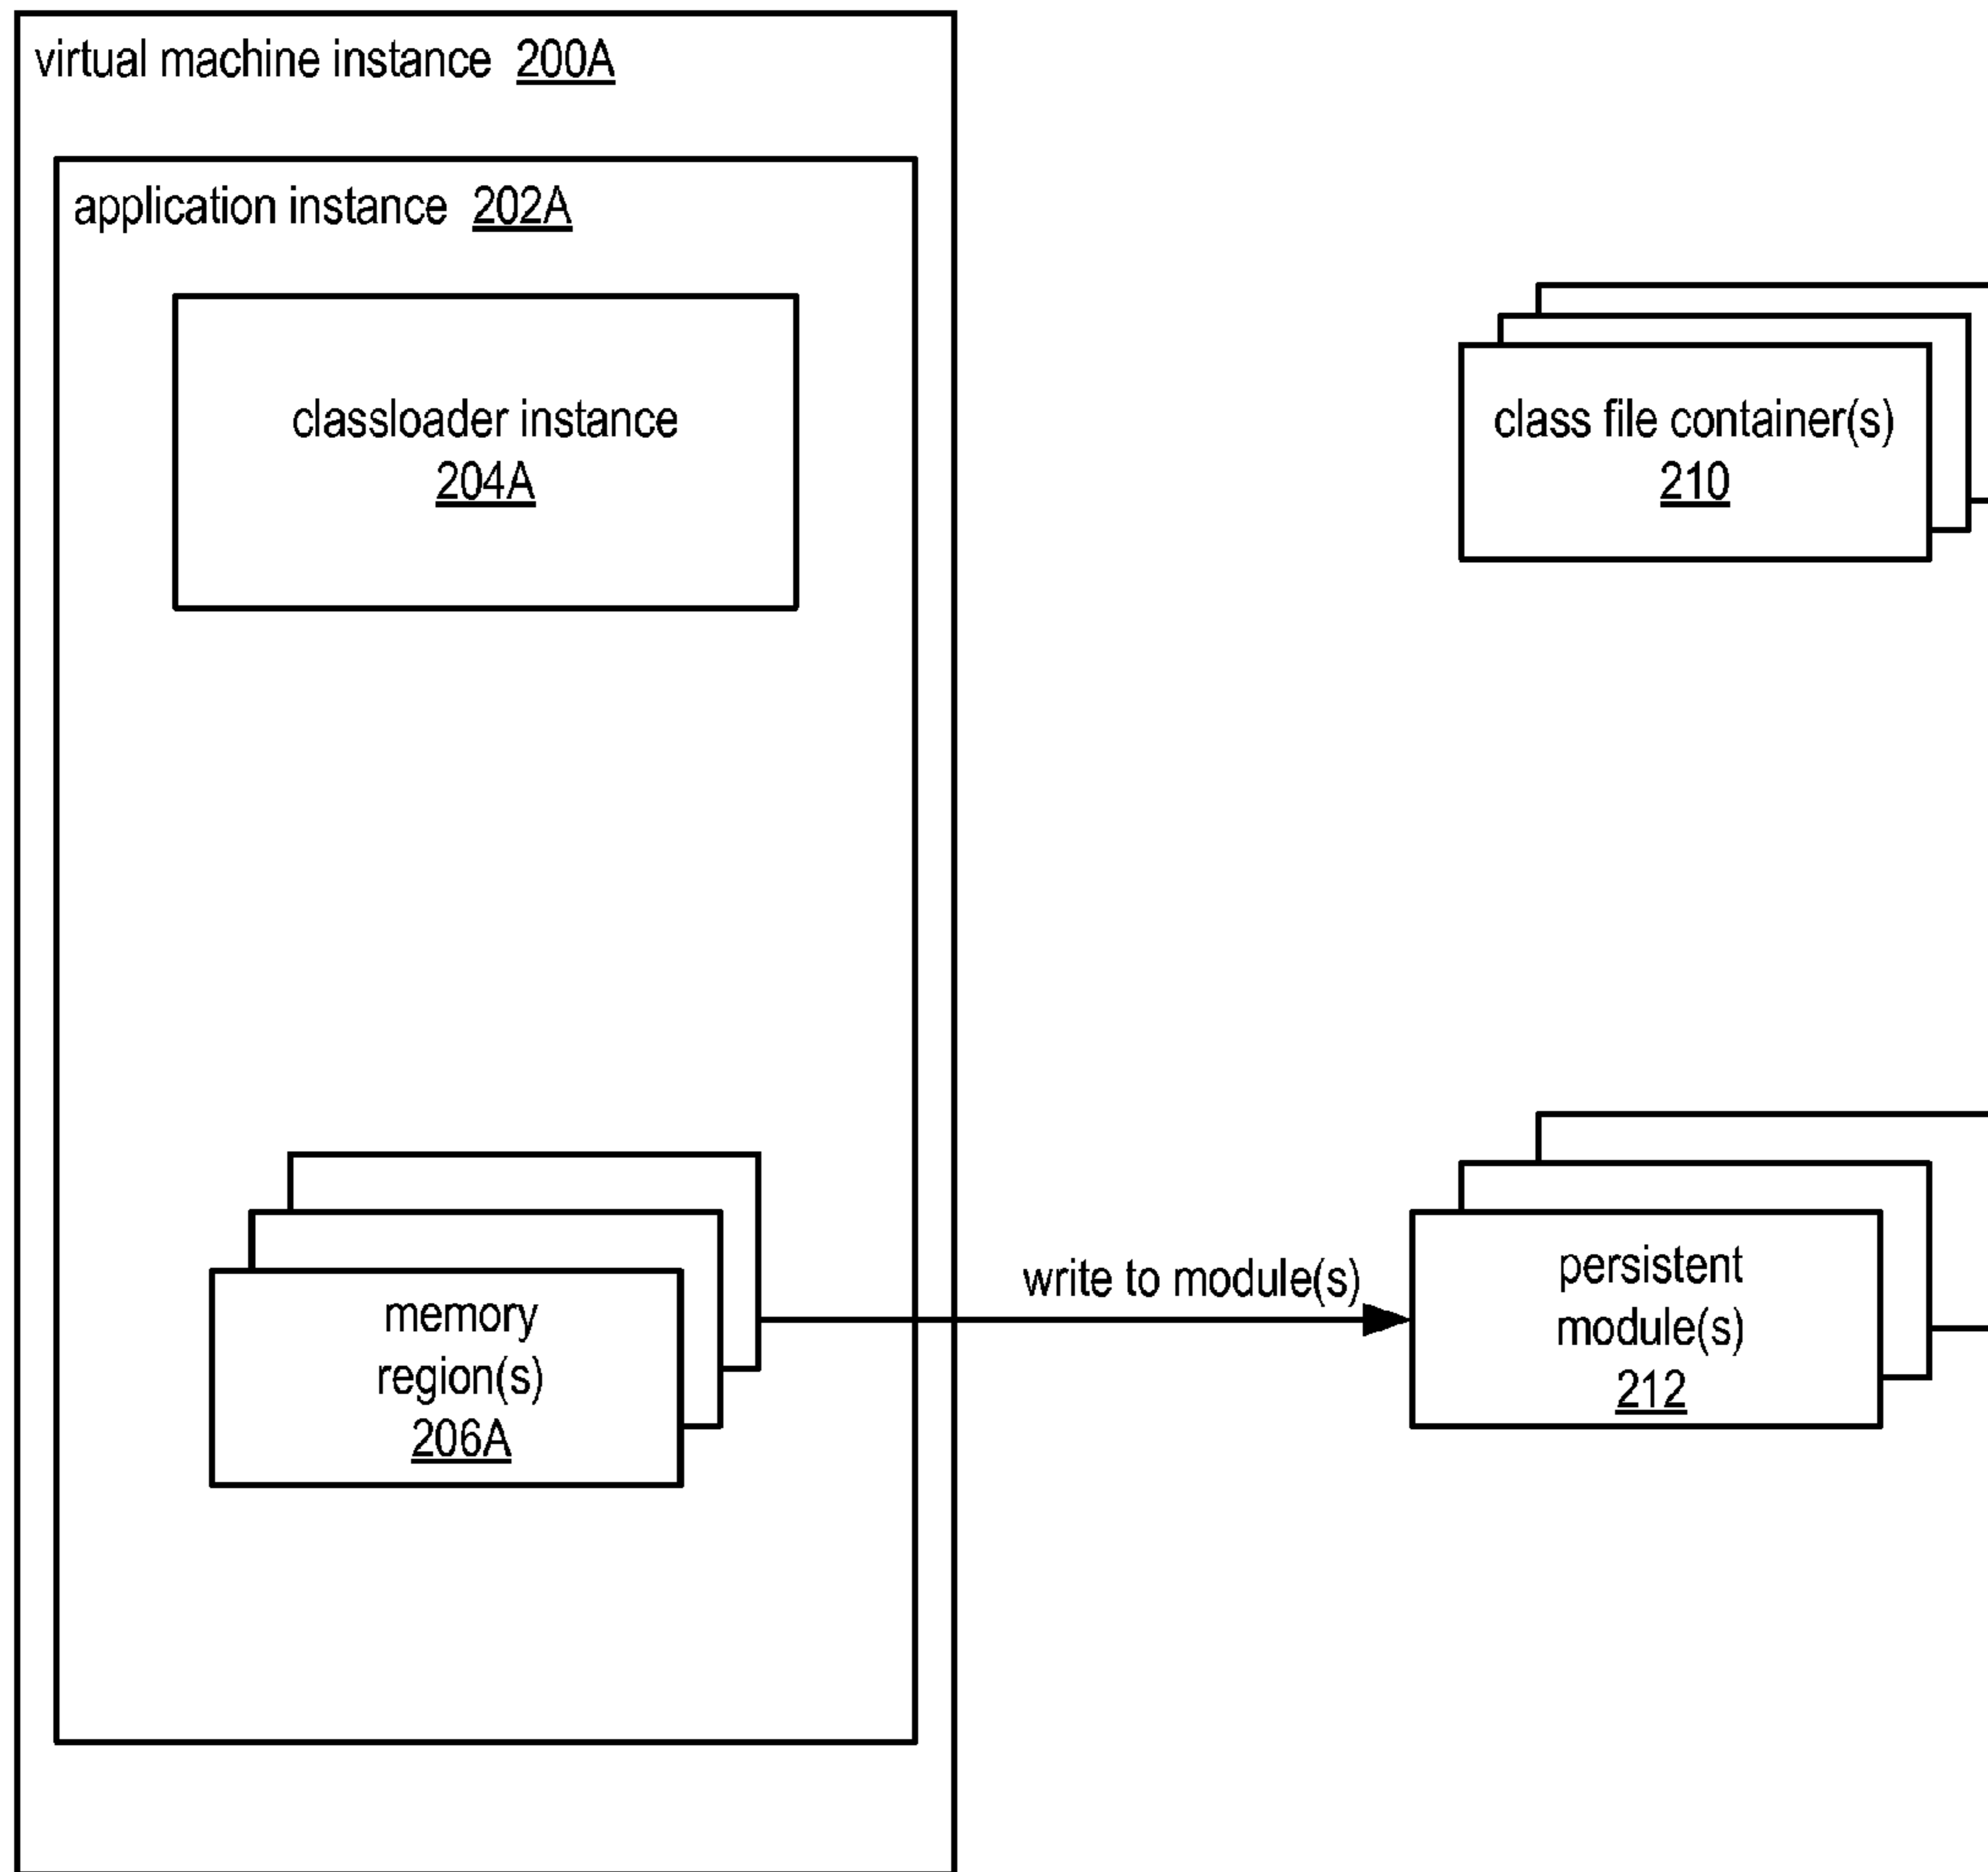 virtual machine instance 200A
application instance 202A
classloader instance
204A
class file container(s)
210
memory
region(s)
206A
write to module(s)
persistent
module(s)
212